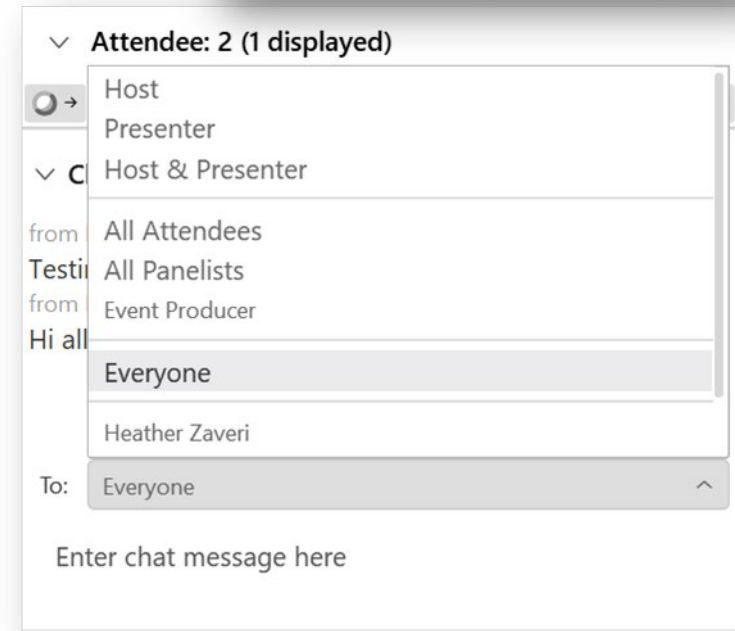 Attendee: 2 (1 displayed)
Host
Presenter
Host & Presenter
All Attendees
from
All Panelists
from
Event Producer
Hi all
Everyone
Heather Zaveri
To: Everyone
Enter chat message here